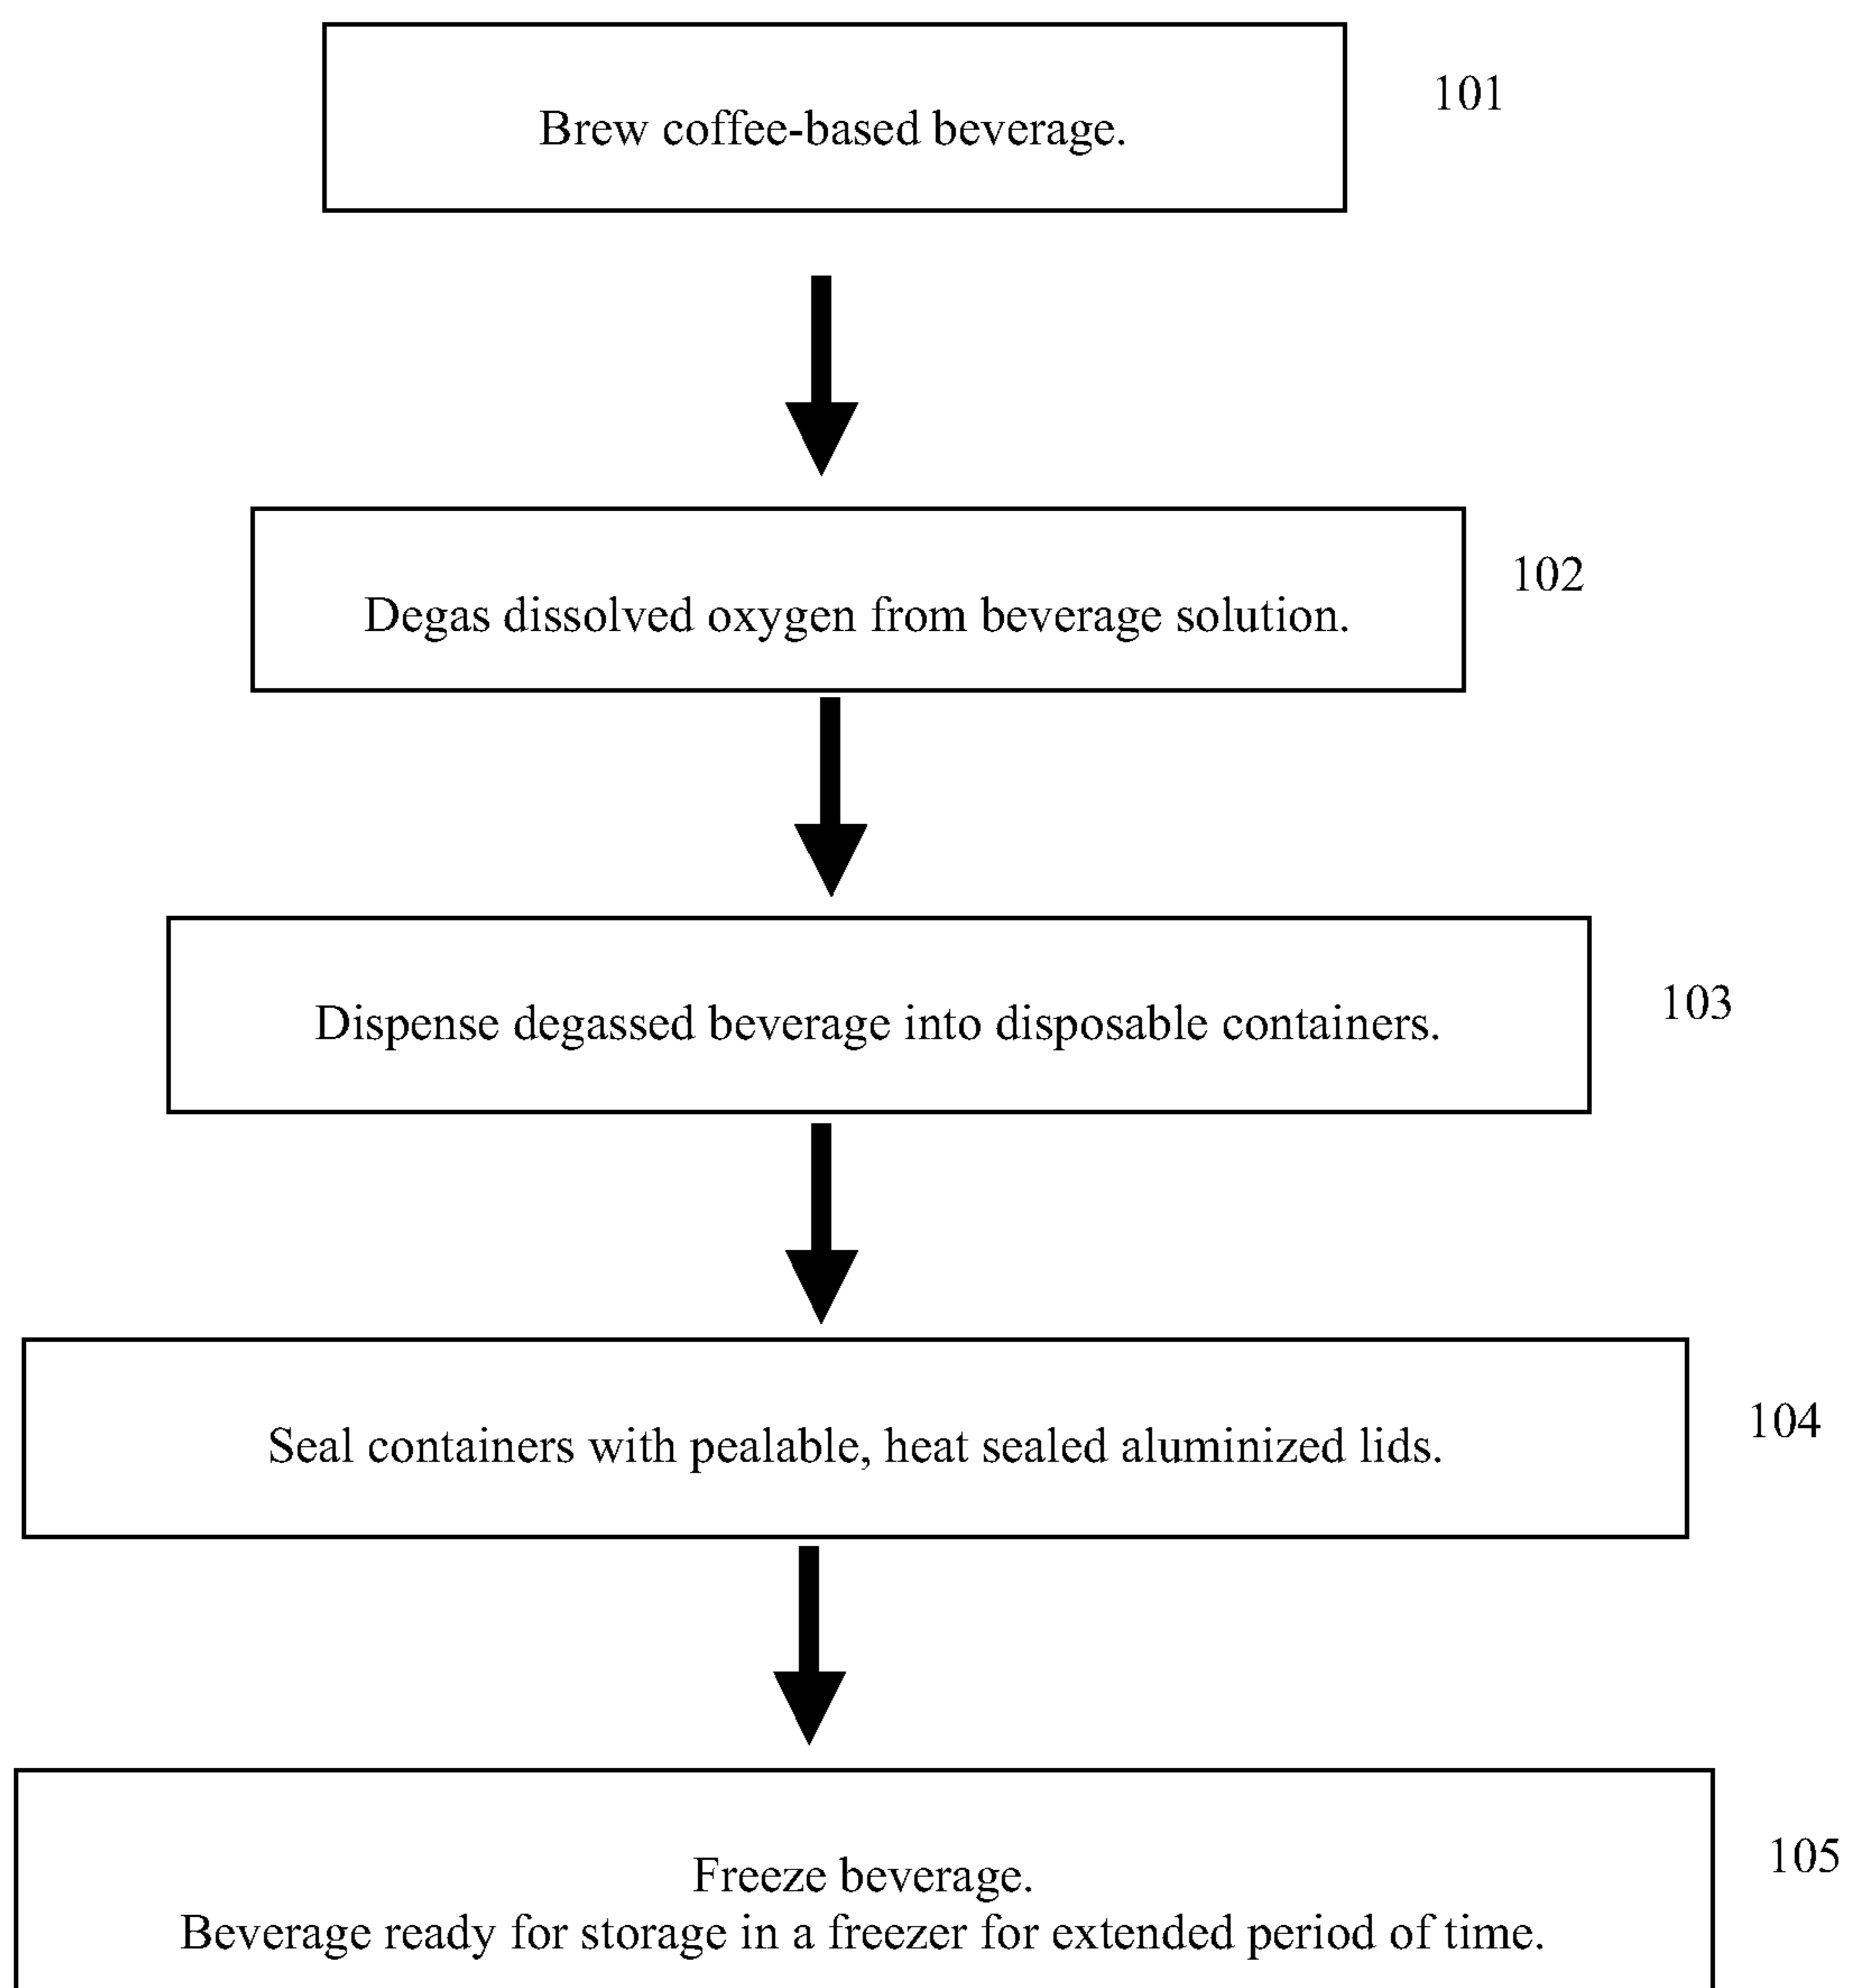 Brew coffee-based beverage.
101
Degas dissolved oxygen from beverage solution.
102
Dispense degassed beverage into disposable containers.
103
Seal containers with pealable, heat sealed aluminized lids.
104
Freeze beverage.
Beverage ready for storage in a freezer for extended period of time.
105